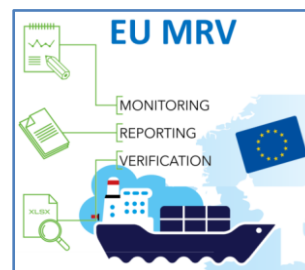 EU MRV
MONITORING
REPORTING
VERIFICATION
XLSX